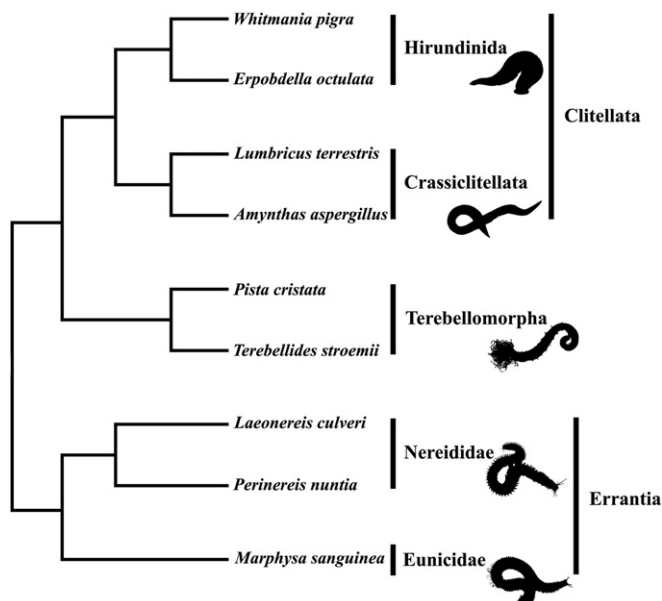 Whitmania pigra
Hirundinida
Erpobdella octulata
Clitellata
Lumbricus terrestris
Crassiclitellata
Amynthas aspergillus
Pista cristata
Terebellomorpha
Terebellides stroemii
Laeonereis culveri
Nereididae
Perinereis nuntia
Errantia
Marphysa sanguinea
Eunicidae